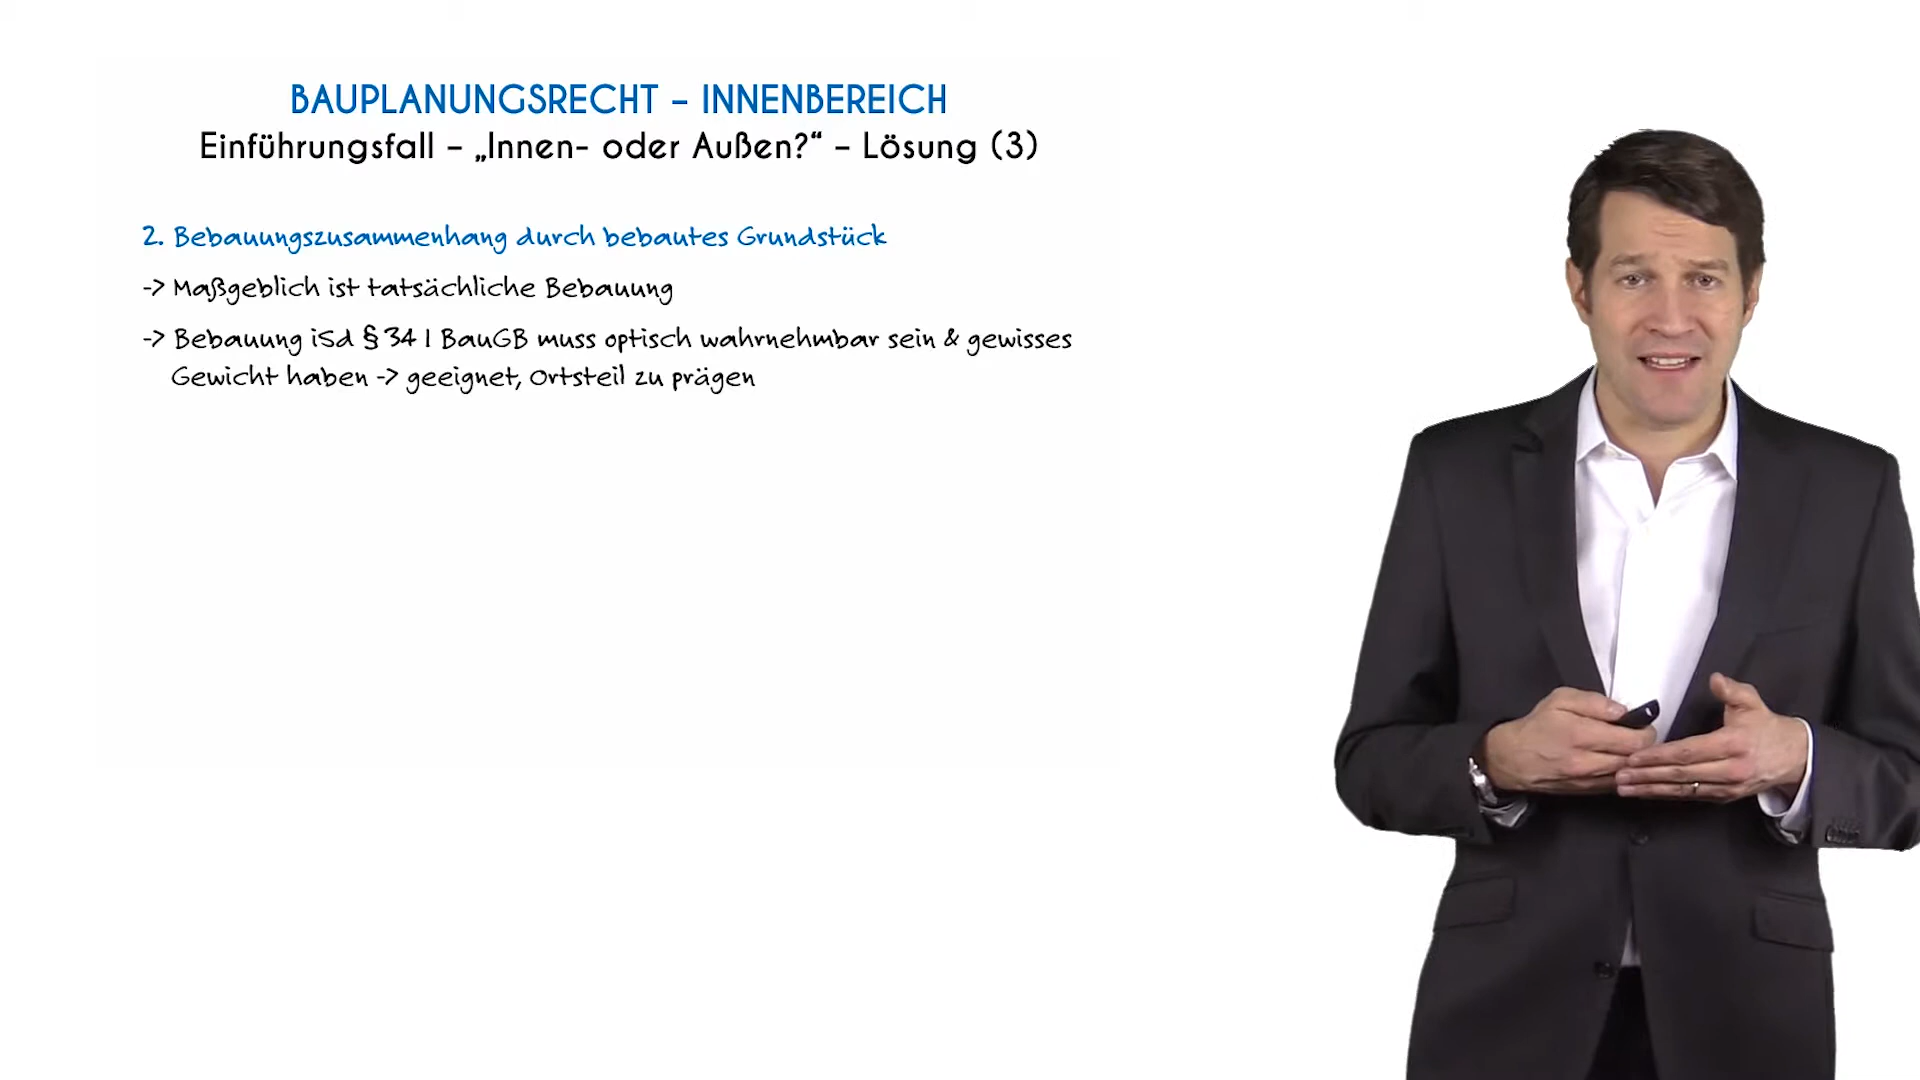 BAUPLANUNGSRECHT – INNENBEREICH
Einführungsfall – „Innen- oder Außen?“ – Lösung (3)
2. Bebauungszusammenhang durch bebautes Grundstück
-> Maßgeblich ist tatsächliche Bebauung
-> Bebauung iSd § 34 I BauGB muss optisch wahrnehmbar sein & gewisses
Gewicht haben -> geeignet, Ortsteil zu prägen